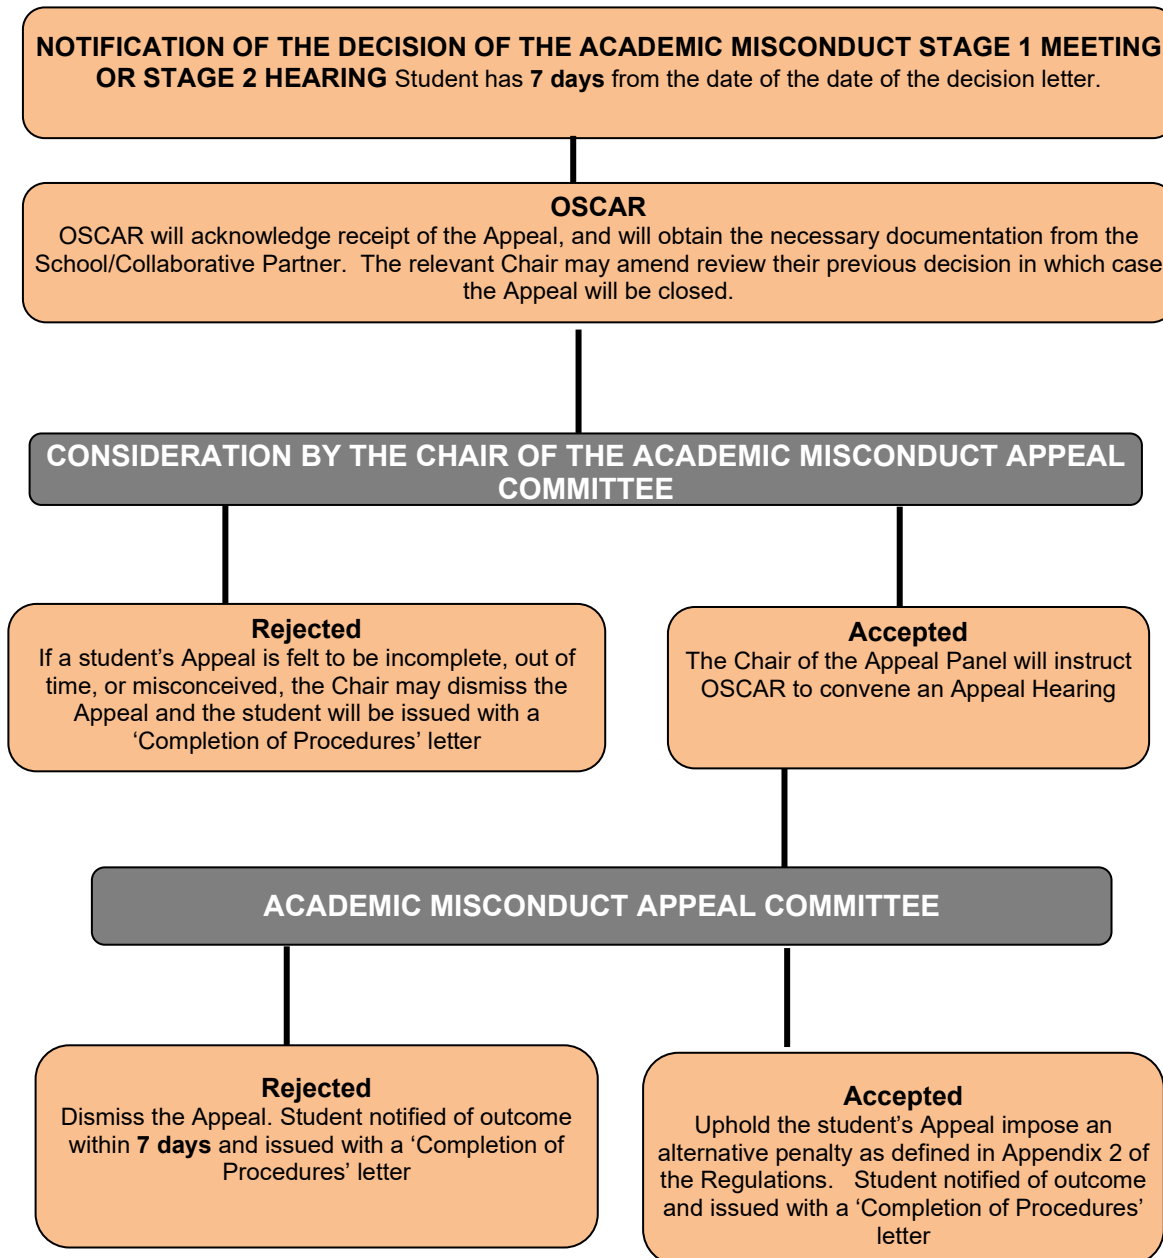 NOTIFICATION OF THE DECISION OF THE ACADEMIC MISCONDUCT STAGE 1 MEETING
OR STAGE 2 HEARING Student has 7 days from the date of the date of the decision letter.
OSCAR
OSCAR will acknowledge receipt of the Appeal, and will obtain the necessary documentation from the
School/Collaborative Partner.  The relevant Chair may amend review their previous decision in which case
the Appeal will be closed.
CONSIDERATION BY THE CHAIR OF THE ACADEMIC MISCONDUCT APPEAL
COMMITTEE
Rejected
If a student’s Appeal is felt to be incomplete, out of
time, or misconceived, the Chair may dismiss the
Appeal and the student will be issued with a
‘Completion of Procedures’ letter
Accepted
The Chair of the Appeal Panel will instruct
OSCAR to convene an Appeal Hearing
ACADEMIC MISCONDUCT APPEAL COMMITTEE
Rejected
Dismiss the Appeal. Student notified of outcome
within 7 days and issued with a ‘Completion of
Procedures’ letter
Accepted
Uphold the student’s Appeal impose an
alternative penalty as defined in Appendix 2 of
the Regulations.   Student notified of outcome
and issued with a ‘Completion of Procedures’
letter